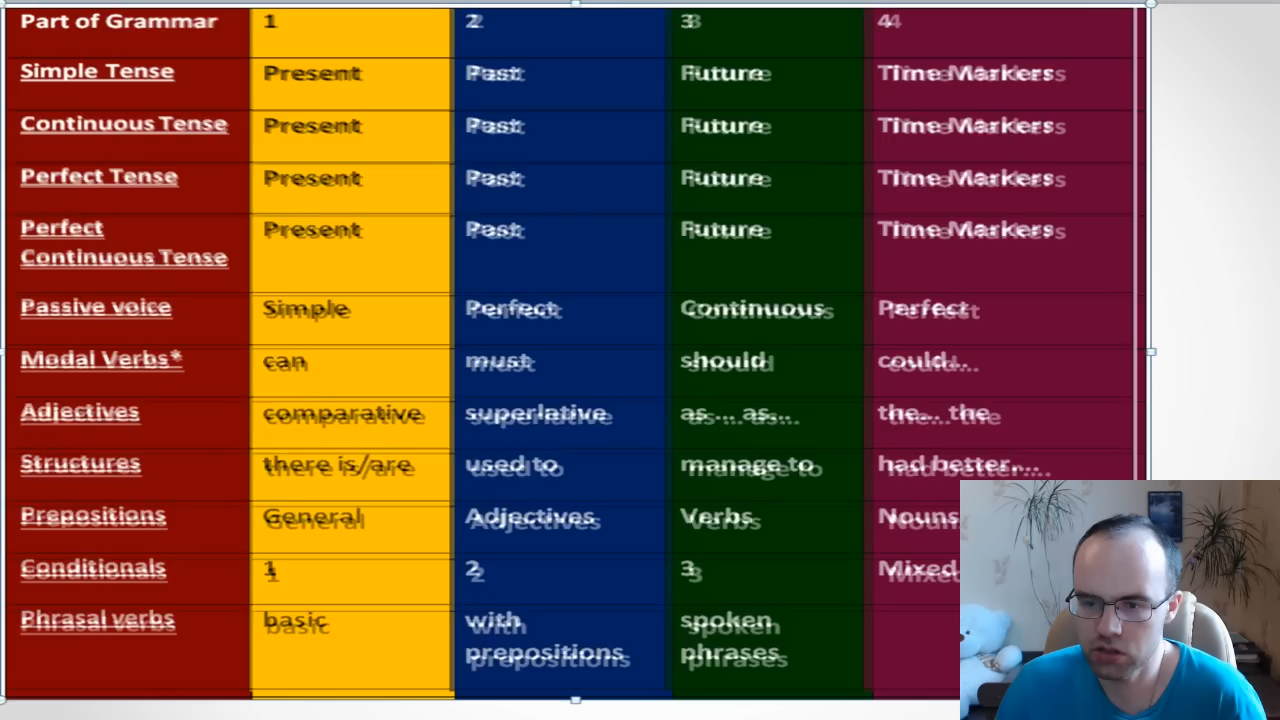 Part of Grammar 1 2 3 4
Simple Tense Present Past Future Time Markers
Continuous Tense Present Past Future Time Markers
Perfect Tense Present Past Future Time Markers
Perfect Present Past Future Time Markers
Continuous Tense
Passive voice Simple Perfect Continuous Perfect
Modal Verbs* can must should could...
Adjectives comparative superlative as ... as... the... the
Structures there is/are used to manage to had better....
Prepositions General Adjectives Verbs Nouns
Conditionals 1 2 3 Mixed
Phrasal verbs basic with spoken
prepositions phrases